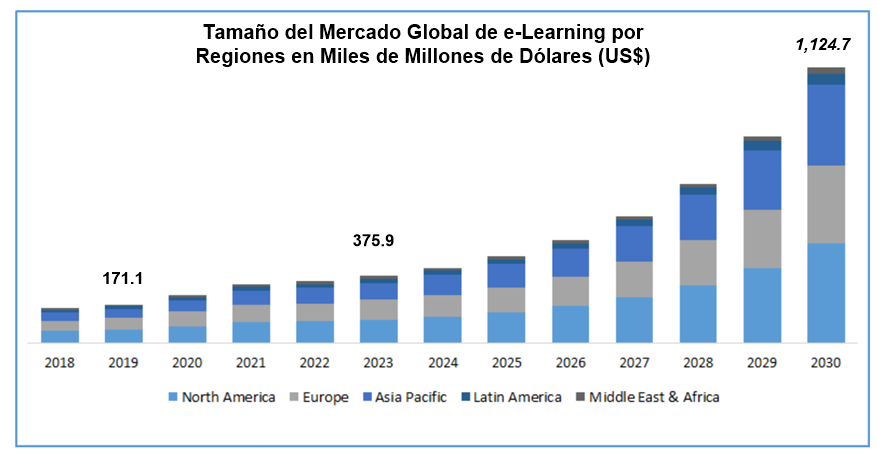 Tamaño del Mercado Global de e-Learning por
Regiones en Miles de Millones de Dólares (US$)
1,124.7
375.9
171.1
2018 2019 2020 2021 2022 2023 2024 2025 2026 2027 2028 2029 2030
North America Europe Asia Pacific Latin America Middle East & Africa